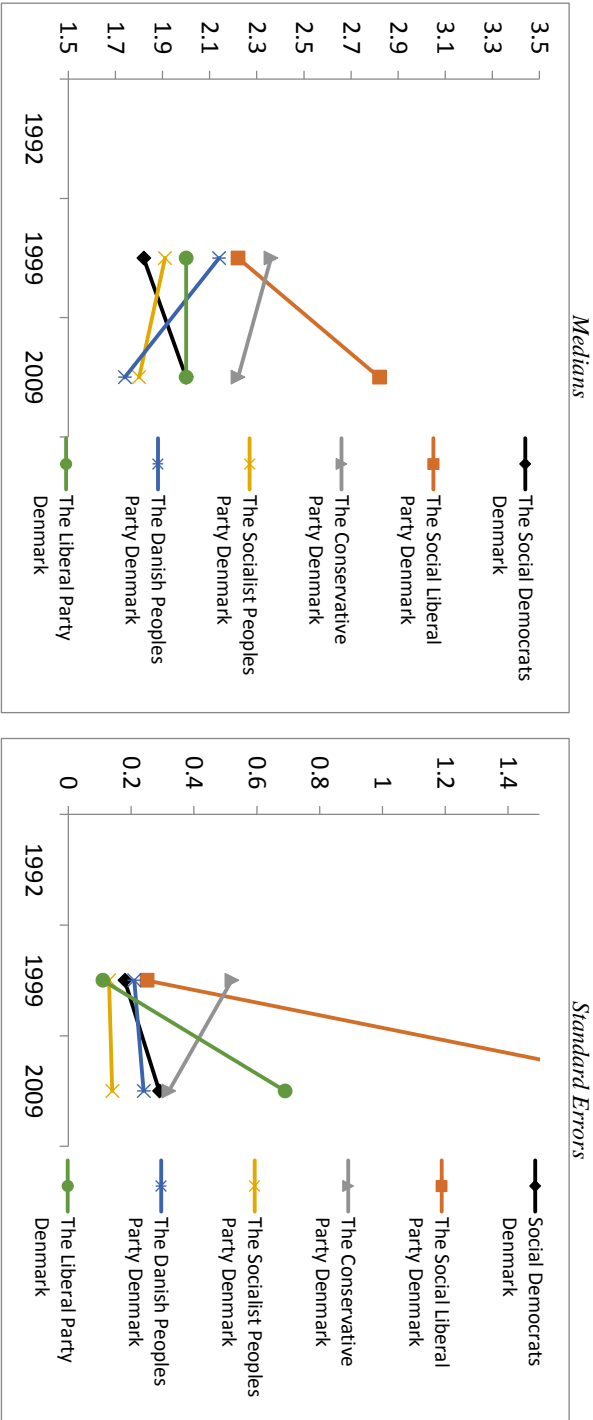 Medians
3.5
3.3
3.1
2.9
2.7
2.5
2.3
2.1
1.9
1.7
1.5
1992
1999
2009
The Social Democrats
Denmark
The Social Liberal
Party Denmark
The Conservative
Party Denmark
The Socialist Peoples
Party Denmark
The Danish Peoples
Party Denmark
The Liberal Party
Denmark
Standard Errors
1.4
1.2
1
0.8
0.6
0.4
0.2
0
1992
1999
2009
Social Democrats
Denmark
The Social Liberal
Party Denmark
The Conservative
Party Denmark
The Socialist Peoples
Party Denmark
The Danish Peoples
Party Denmark
The Liberal Party
Denmark